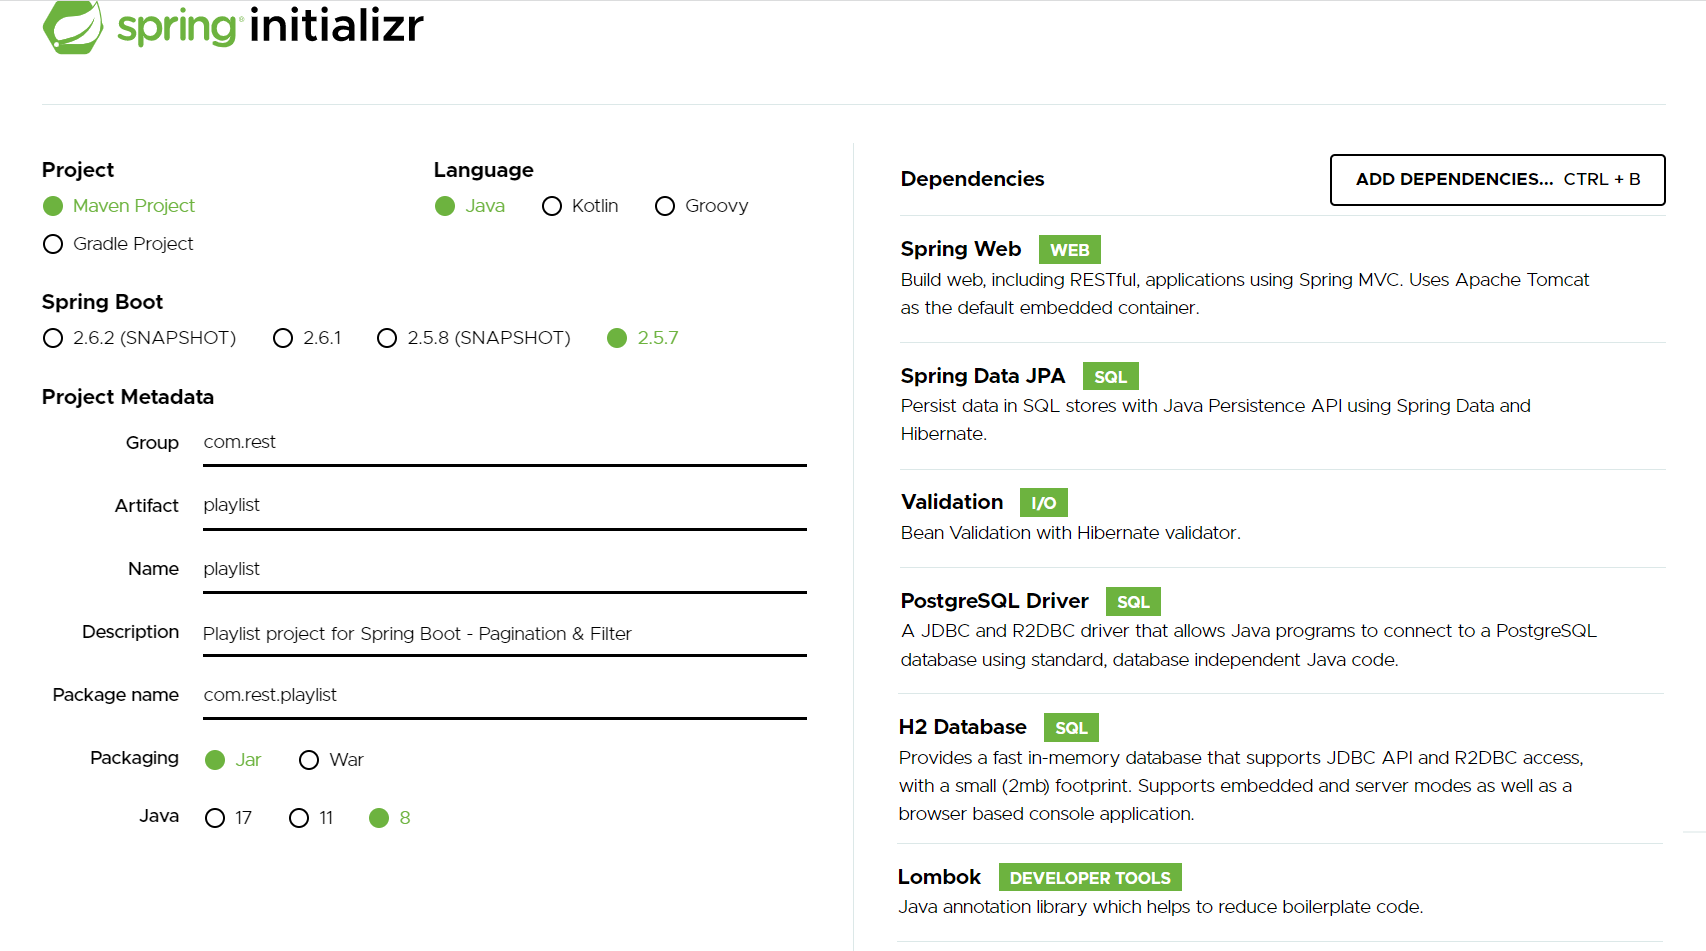 spring initializr
Project
Maven Project
Gradle Project
Language
Java Kotlin Groovy
Spring Boot
2.6.2 (SNAPSHOT) 2.6.1 2.5.8 (SNAPSHOT) 2.5.7
Project Metadata
Group com.rest
Artifact playlist
Name playlist
Description Playlist project for Spring Boot - Pagination & Filter
Package name com.rest.playlist
Packaging Jar War
Java 17 11 8
Dependencies
ADD DEPENDENCIES... CTRL + B
Spring Web WEB
Build web, including RESTful, applications using Spring MVC. Uses Apache Tomcat
as the default embedded container.
Spring Data JPA SQL
Persist data in SQL stores with Java Persistence API using Spring Data and
Hibernate.
Validation I/O
Bean Validation with Hibernate validator.
PostgreSQL Driver SQL
A JDBC and R2DBC driver that allows Java programs to connect to a PostgreSQL
database using standard, database independent Java code.
H2 Database SQL
Provides a fast in-memory database that supports JDBC API and R2DBC access,
with a small (2mb) footprint. Supports embedded and server modes as well as a
browser based console application.
Lombok DEVELOPER TOOLS
Java annotation library which helps to reduce boilerplate code.